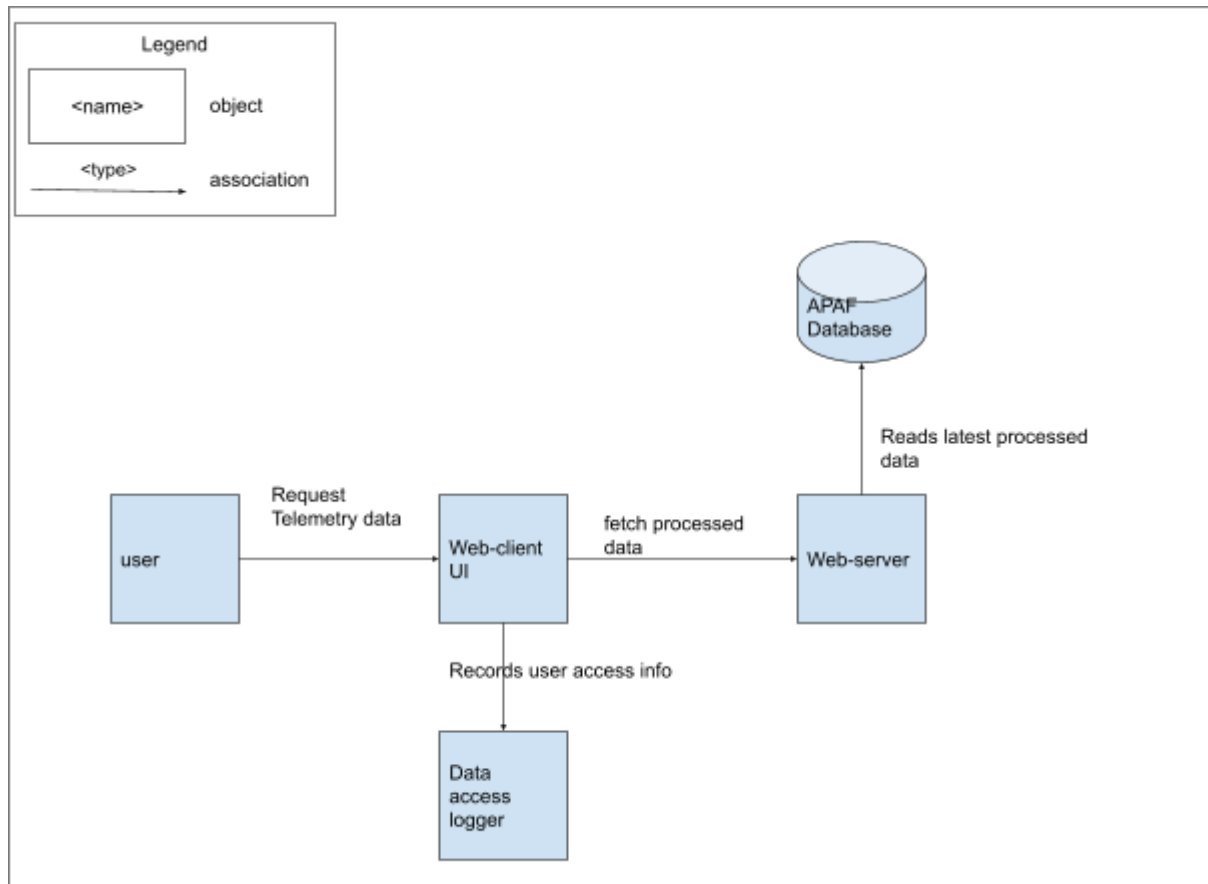 Legend
<name>
object
<type>
association
APAF
Database
Reads latest processed
data
Request
Telemetry data
fetch processed
data
user
Web-client
UI
Web-server
Records user access info
Data
access
logger